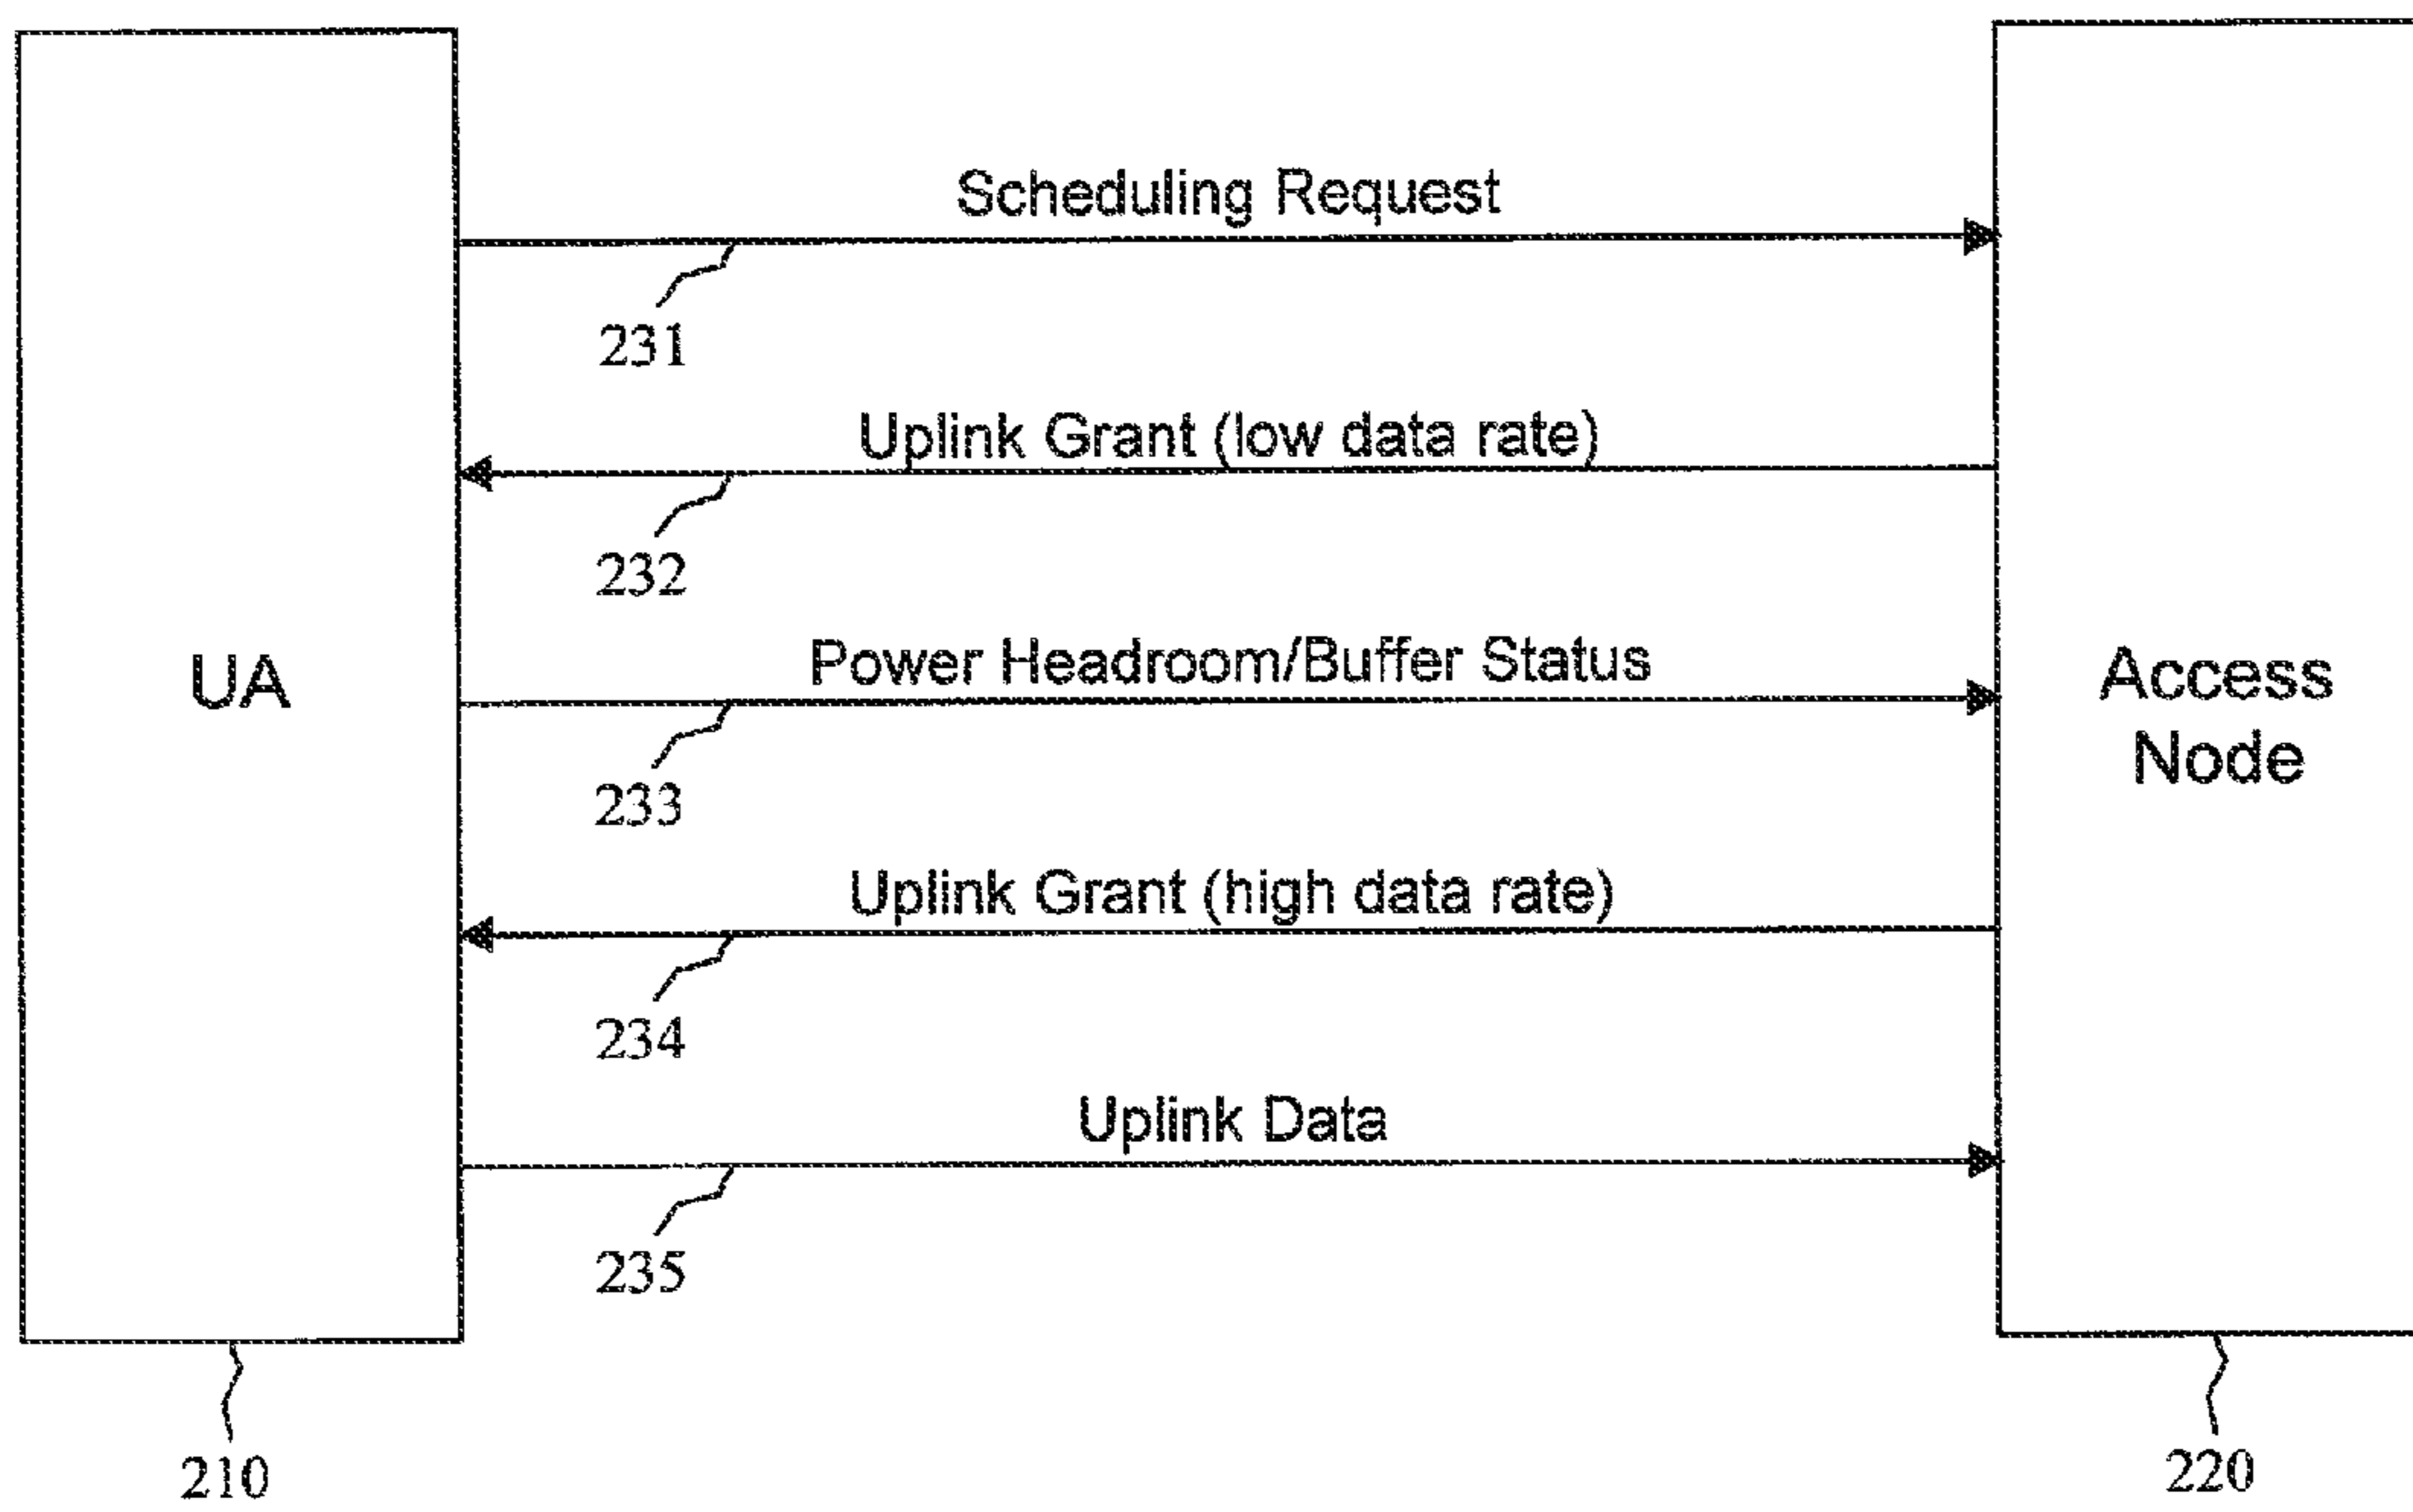 Scheduling Request
231
Uplink Grant (low data rate)
232
Power Headroom/Buffer Status
UA
Access
Node
233
Uplink Grant (high data rate)
234
Uplink Data
235
210
220